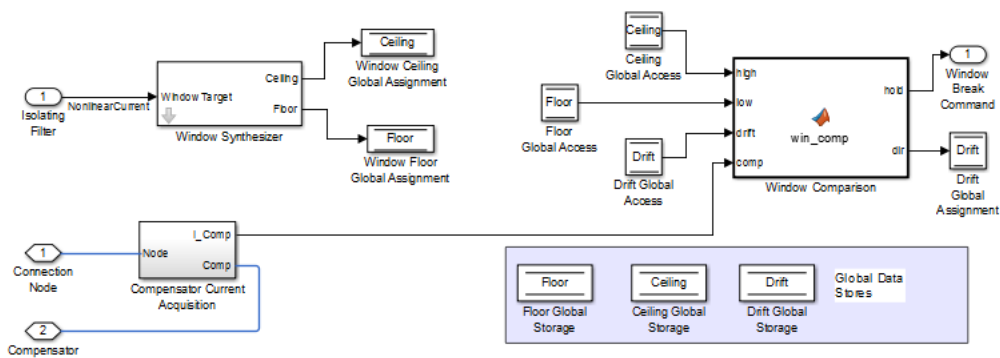 1
Isolating
Filter
NonlinearCurrent
Window Target
Ceiling
Floor
Window Synthesizer
Ceiling
Window Ceiling
Global Assignment
Floor
Window Floor
Global Assignment
Ceiling
Ceiling
Global Access
Floor
Floor
Global Access
Drift
Drift Global
Access
high
low
drift
comp
win_comp
hold
dir
Window Comparison
1
Window
Break
Command
Drift
Drift
Global
Assignment
1
Connection
Node
2
Compensator
Node
I_Comp
Comp
Compensator Current
Acquisition
Floor
Floor Global
Storage
Ceiling
Ceiling Global
Storage
Drift
Drift Global
Storage
Global Data
Stores